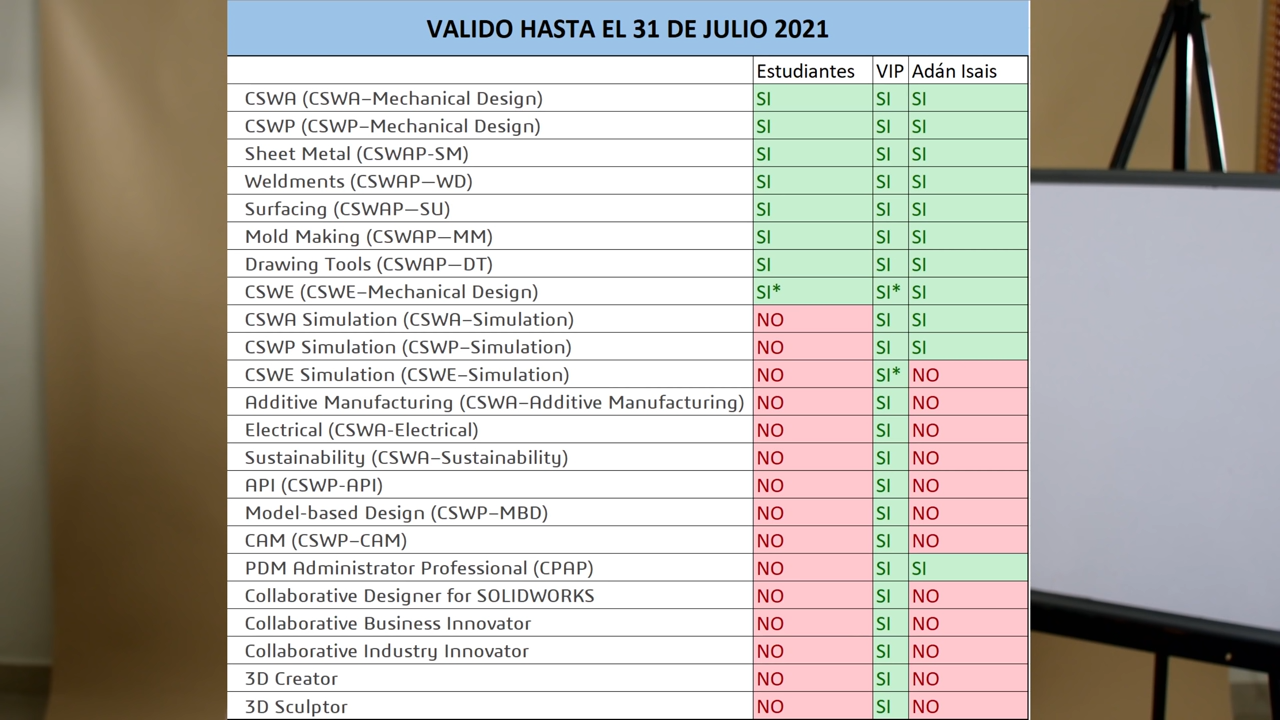 VALIDO HASTA EL 31 DE JULIO 2021
Estudiantes VIP Adán Isais
CSWA (CSWA–Mechanical Design) SI SI SI
CSWP (CSWP–Mechanical Design) SI SI SI
Sheet Metal (CSWAP-SM) SI SI SI
Weldments (CSWAP—WD) SI SI SI
Surfacing (CSWAP—SU) SI SI SI
Mold Making (CSWAP—MM) SI SI SI
Drawing Tools (CSWAP—DT) SI SI SI
CSWE (CSWE–Mechanical Design) SI* SI* SI
CSWA Simulation (CSWA–Simulation) NO SI SI
CSWP Simulation (CSWP–Simulation) NO SI SI
CSWE Simulation (CSWE–Simulation) NO SI* NO
Additive Manufacturing (CSWA–Additive Manufacturing) NO SI NO
Electrical (CSWA-Electrical) NO SI NO
Sustainability (CSWA–Sustainability) NO SI NO
API (CSWP-API) NO SI NO
Model-based Design (CSWP–MBD) NO SI NO
CAM (CSWP–CAM) NO SI NO
PDM Administrator Professional (CPAP) NO SI SI
Collaborative Designer for SOLIDWORKS NO SI NO
Collaborative Business Innovator NO SI NO
Collaborative Industry Innovator NO SI NO
3D Creator NO SI NO
3D Sculptor NO SI NO